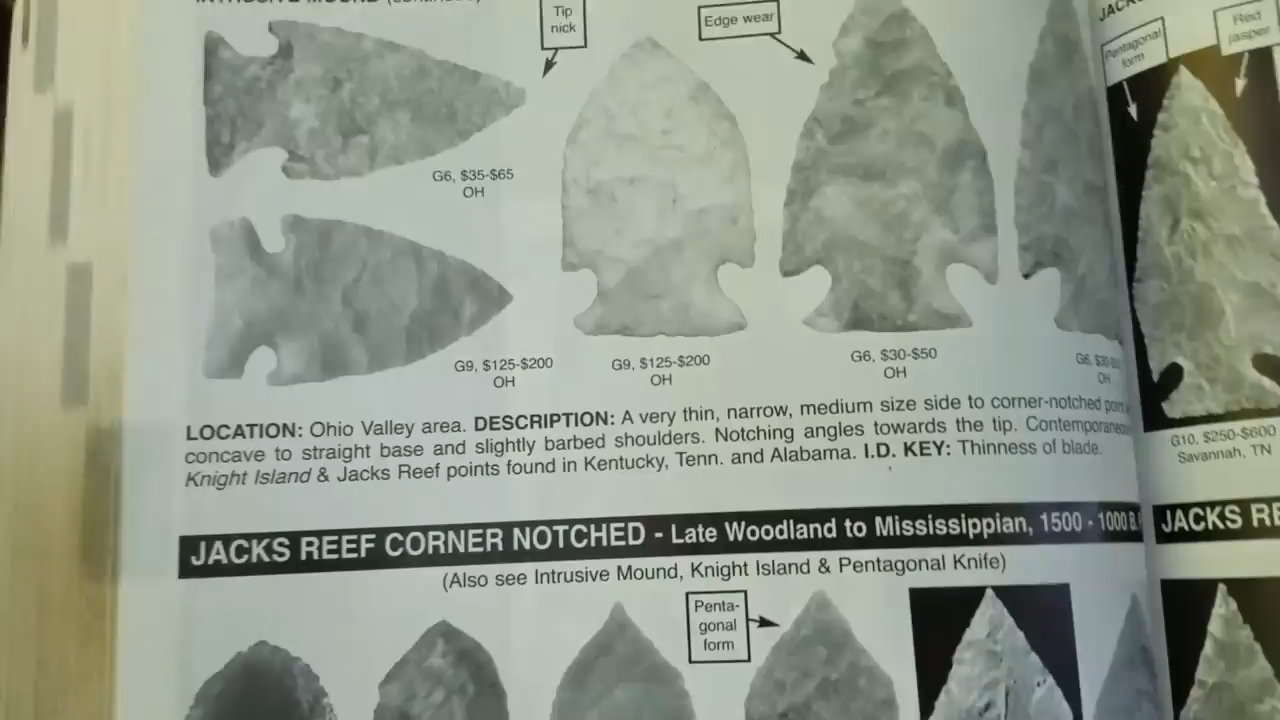 Tip
nick
Edge wear
G6, $35-$65
OH
G9, $125-$200
OH
G9, $125-$200
OH
G6, $30-$50
OH
OH
LOCATION: Ohio Valley area. DESCRIPTION: A very thin, narrow, medium size side to corner-notched
concave to straight base and slightly barbed shoulders. Notching angles towards the tip.
Knight Island & Jacks Reef points found in Kentucky, Tenn. and Alabama. I.D. KEY: Thinness of blade.
JACKS REEF CORNER NOTCHED - Late Woodland to Mississippian, 1500 - 1000 B.
(Also see Intrusive Mound, Knight Island & Pentagonal Knife)
Penta-
gonal
form
Pentagonal
form
Red
jasper
G10, $250-$600
Savannah, TN
JACKS RE